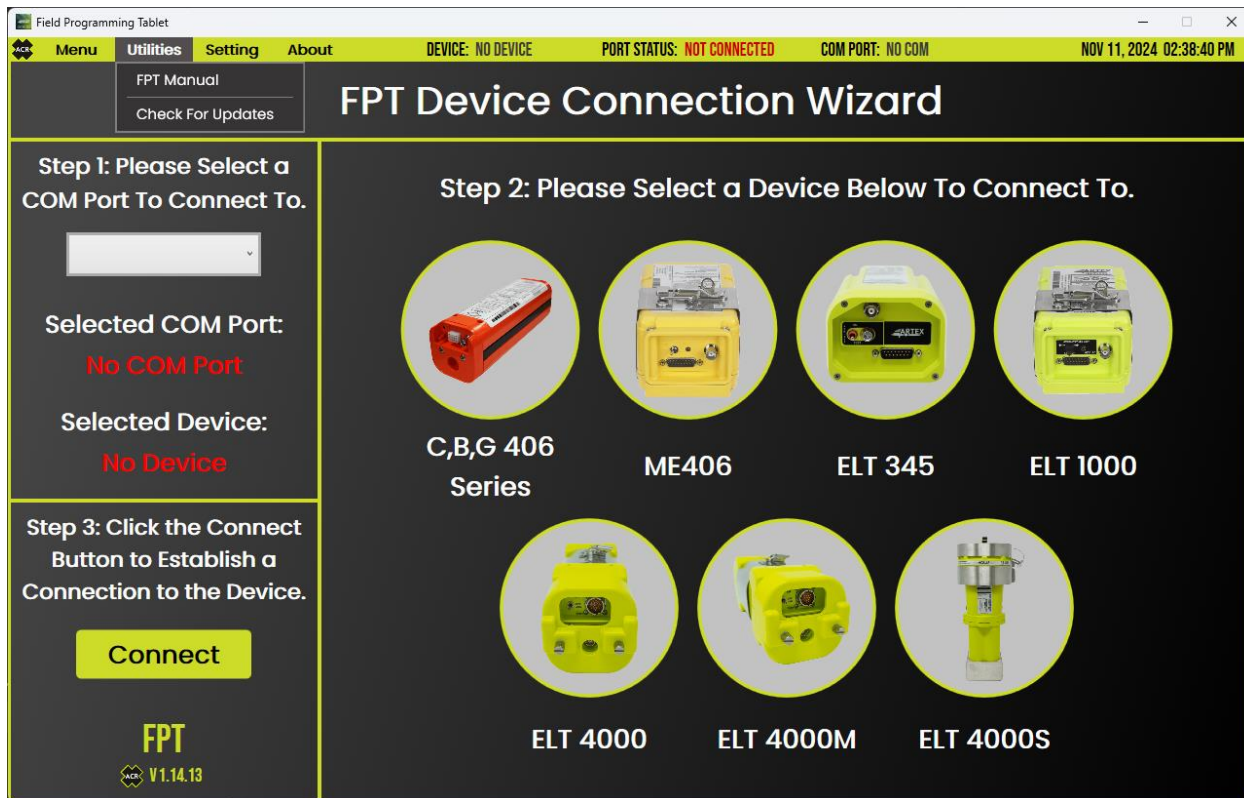 Field Programming Tablet
ACR Menu Utilities Setting About DEVICE: NO DEVICE PORT STATUS: NOT CONNECTED COM PORT: NO COM NOV 11, 2024 02:38:40 PM
FPT Manual
Check For Updates
FPT Device Connection Wizard
Step 1: Please Select a
COM Port To Connect To.
Selected COM Port:
No COM Port
Selected Device:
No Device
Step 3: Click the Connect
Button to Establish a
Connection to the Device.
Connect
FPT
ACR V 1.14.13
Step 2: Please Select a Device Below To Connect To.
ARTEX
C,B,G 406
Series
ME406
ELT 345
ELT 1000
ELT 4000
ELT 4000M
ELT 4000S